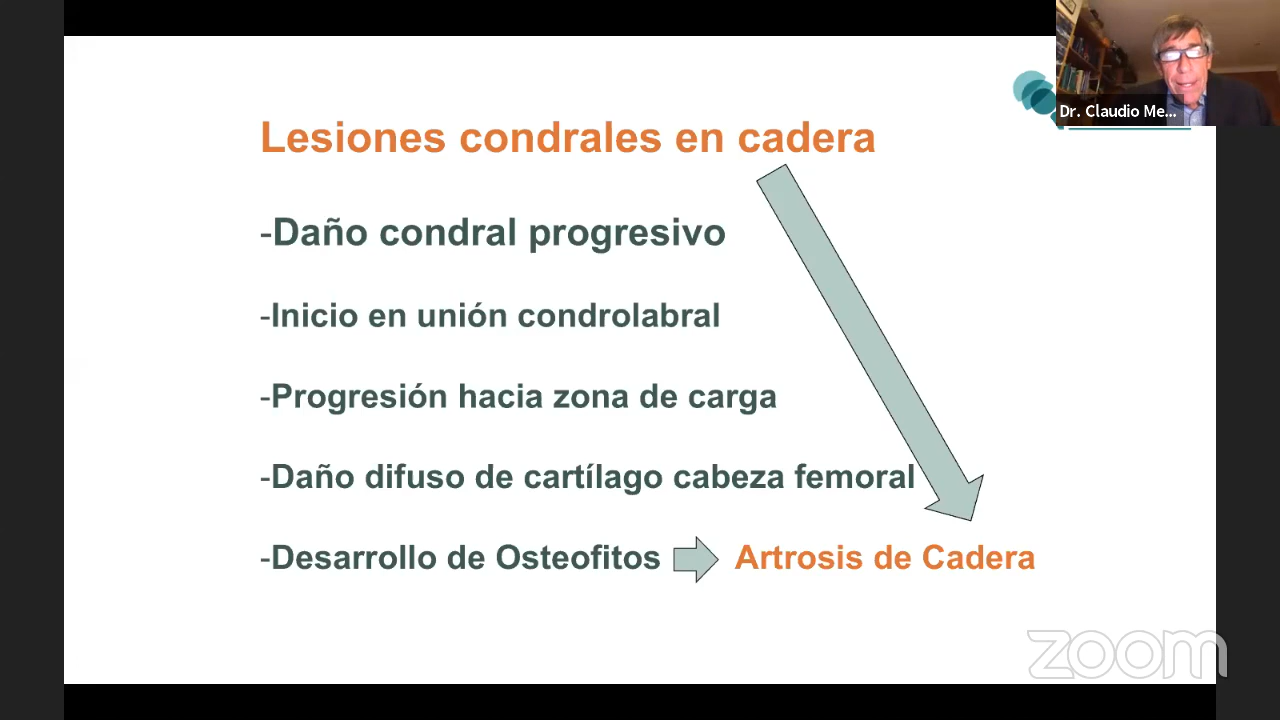 Dr. Claudio Me...
Lesiones condrales en cadera
-Daño condral progresivo
-Inicio en unión condrolabral
-Progresión hacia zona de carga
-Daño difuso de cartílago cabeza femoral
-Desarrollo de Osteofitos
Artrosis de Cadera
zoom